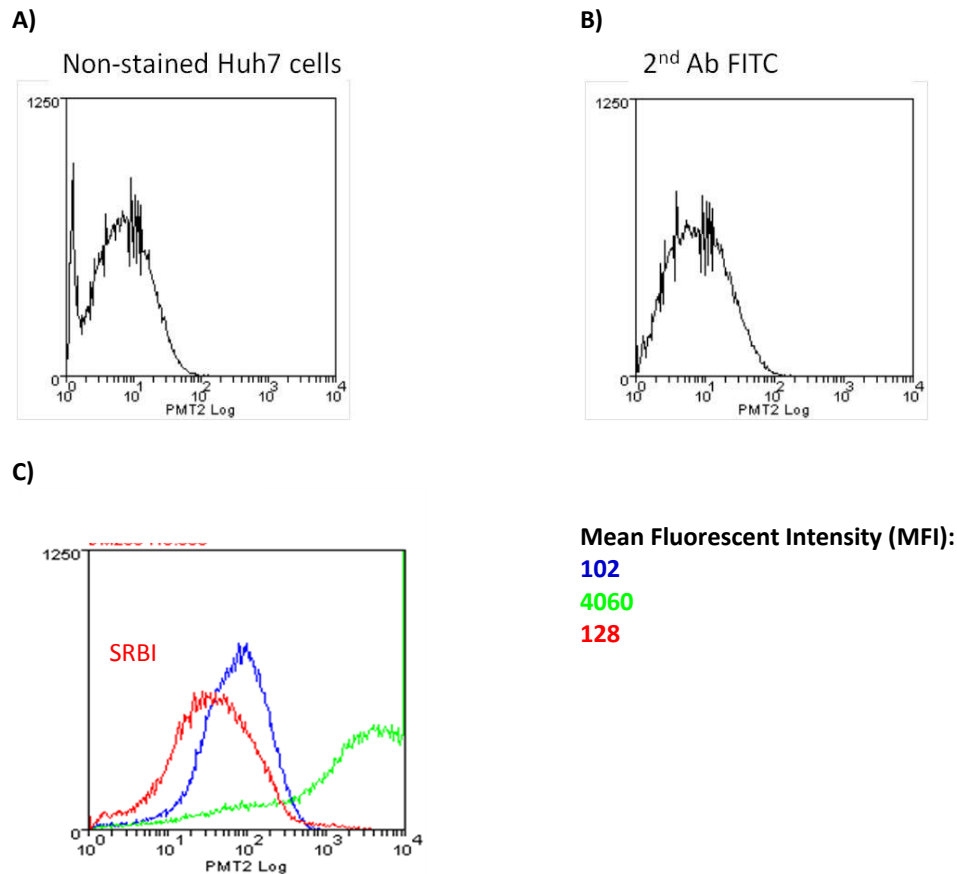 A)
Non-stained Huh7 cells
1250
0
10^0 10^1 10^2 10^3 10^4
PMT2 Log
B)
2nd Ab FITC
1250
0
10^0 10^1 10^2 10^3 10^4
PMT2 Log
C)
1250
SRBI
0
10^0 10^1 10^2 10^3 10^4
PMT2 Log
Mean Fluorescent Intensity (MFI):
102
4060
128